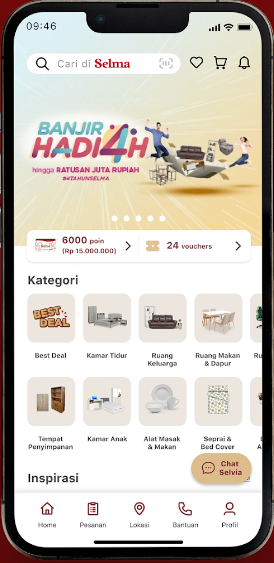 09:46
Cari di Selma
BANJIR
HADI4H
hingga RATUSAN JUTA RUPIAH
#4TAHUNSELMA
6000 poin
(Rp 15.000.000)
24 vouchers
Kategori
BEST
DEAL
Best Deal
Kamar Tidur
Ruang
Keluarga
Ruang Makan
& Dapur
Tempat
Penyimpanan
Kamar Anak
Alat Masak
& Makan
Seprai &
Bed Cover
Inspirasi
Chat
Selvia
Home
Pesanan
Lokasi
Bantuan
Profil